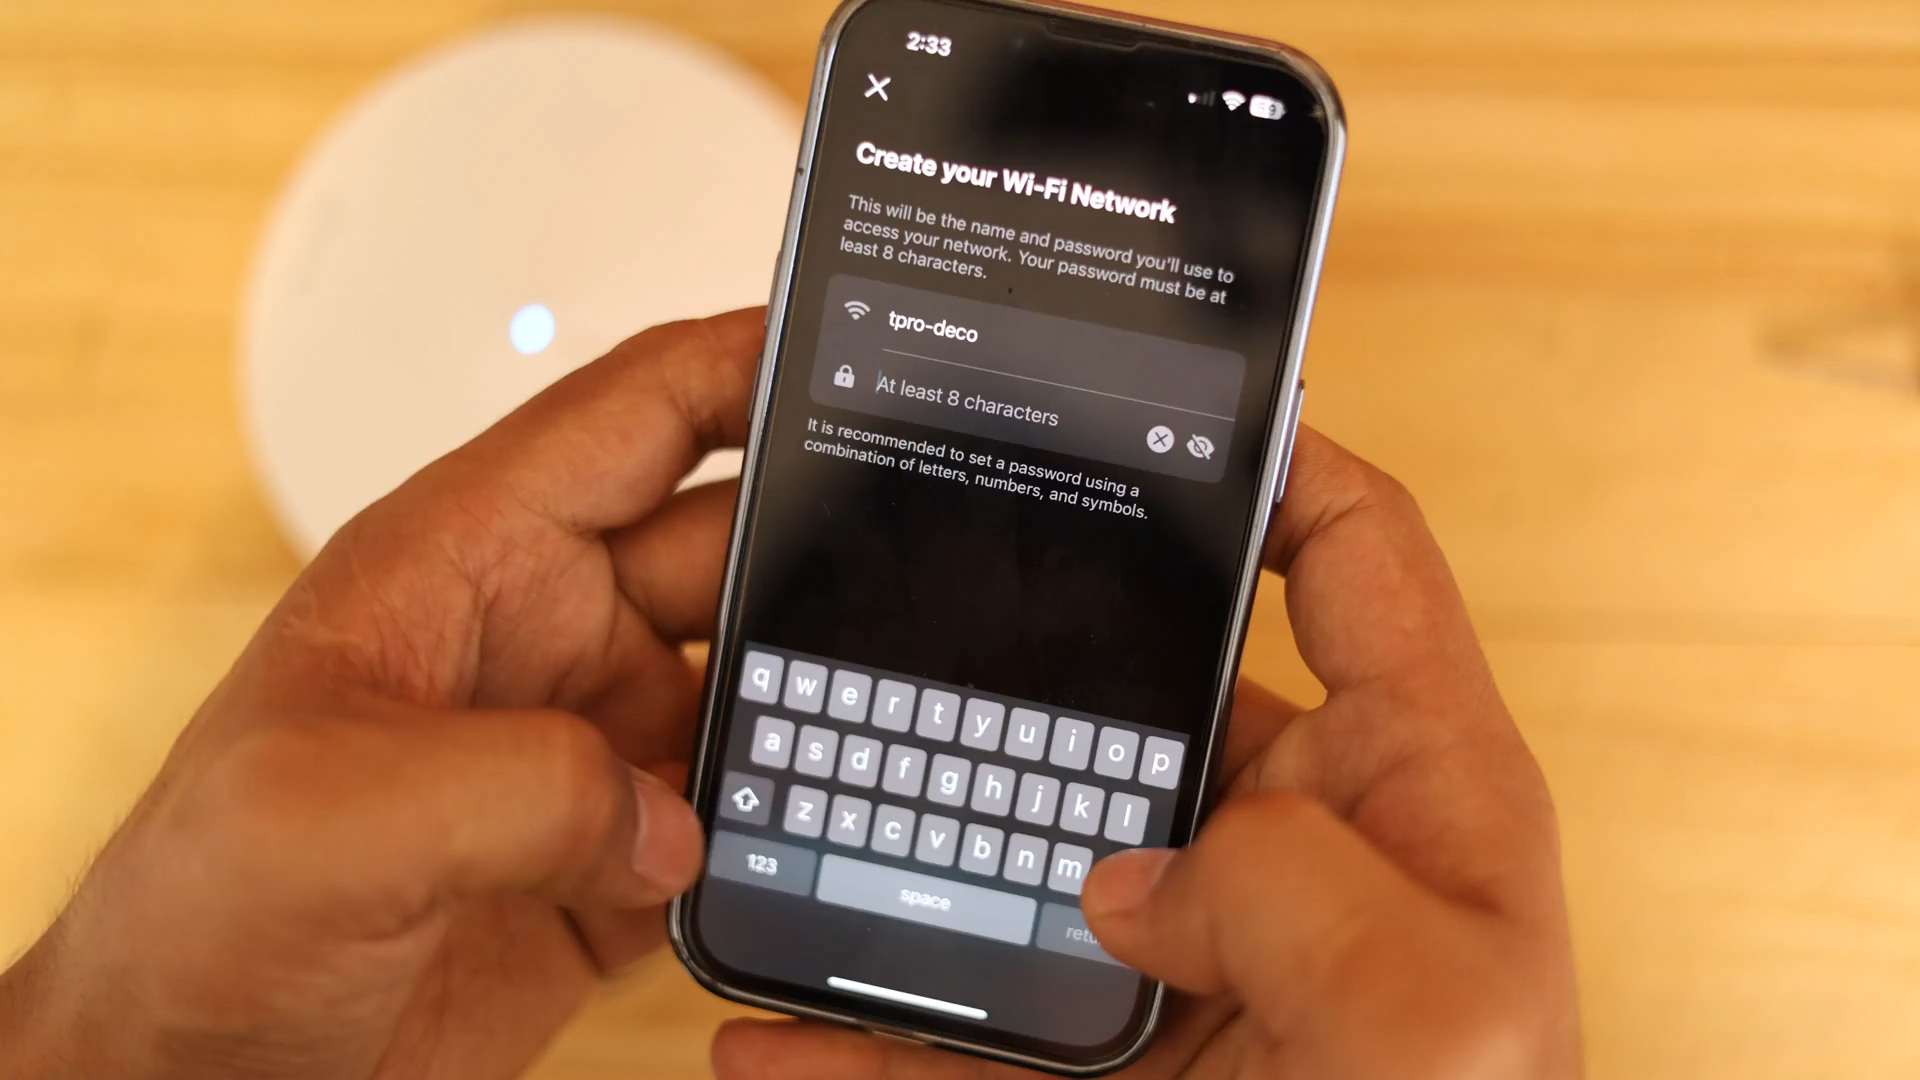 2:33
59
Create your Wi-Fi Network
This will be the name and password you'll use to
access your network. Your password must be at
least 8 characters.
tpro-deco
At least 8 characters
It is recommended to set a password using a
combination of letters, numbers, and symbols.
q w e r t y u i o p
a s d f g h j k l
z x c v b n m
123 space retu